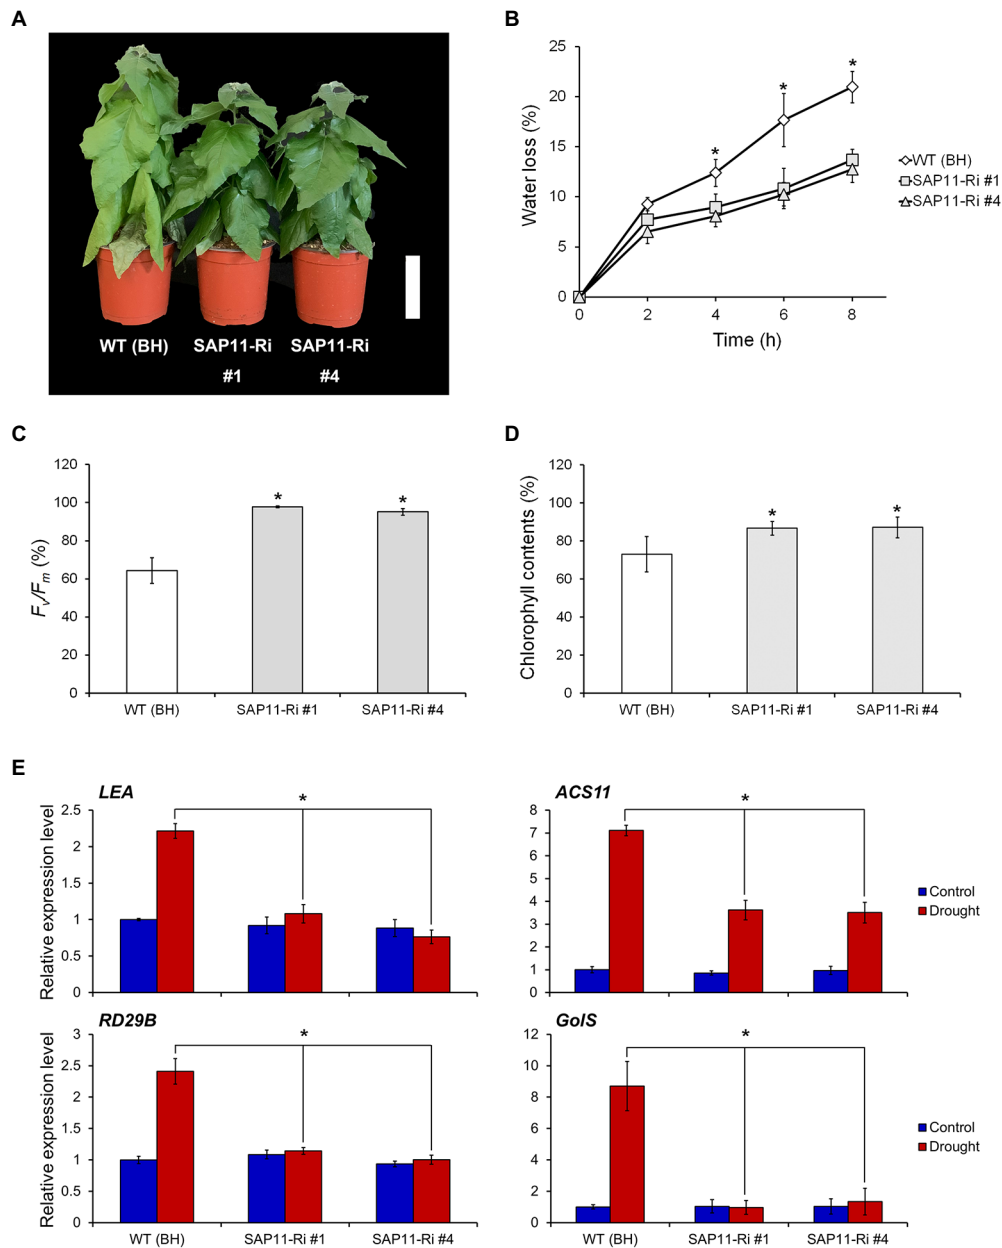 A
WT (BH)
SAP11-Ri
#1
SAP11-Ri
#4
B
Water loss (%)
25
20
15
10
5
0
0
2
4
6
8
Time (h)
*
*
*
WT (BH)
SAP11-Ri #1
SAP11-Ri #4
C
Fv/Fm (%)
120
100
80
60
40
20
0
*
*
WT (BH)
SAP11-Ri #1
SAP11-Ri #4
D
Chlorophyll contents (%)
120
100
80
60
40
20
0
*
*
WT (BH)
SAP11-Ri #1
SAP11-Ri #4
E
LEA
Relative expression level
2.5
2
1.5
1
0.5
0
*
ACS11
8
7
6
5
4
3
2
1
0
*
Control
Drought
RD29B
Relative expression level
3
2.5
2
1.5
1
0.5
0
*
WT (BH)
SAP11-Ri #1
SAP11-Ri #4
GolS
12
10
8
6
4
2
0
*
WT (BH)
SAP11-Ri #1
SAP11-Ri #4
Control
Drought